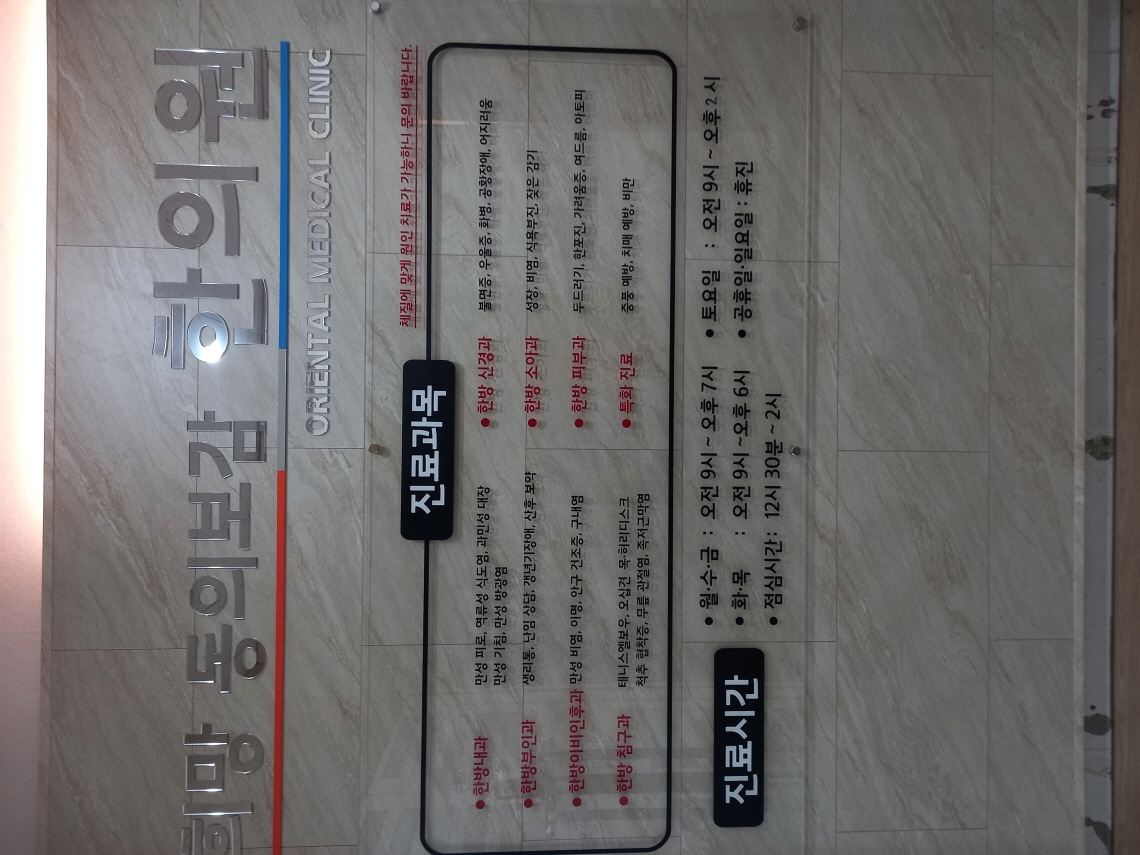 희망 동의보감 한의원
ORIENTAL MEDICAL CLINIC
체질에 맞게 원인 치료가 가능하니 문의 바랍니다.
진료과목
● 한방내과 만성 피로, 역류성 식도염, 과민성 대장
만성 기침, 만성 방광염
● 한방부인과 생리통, 난임 상담, 갱년기장애, 산후 보약
● 한방이비인후과 만성 비염, 이명, 안구 건조증, 구내염
● 한방 침구과 테니스엘보우, 오십견 목·허리디스크
척추 협착증, 무릎 관절염, 족저근막염
● 한방 신경과 불면증, 우울증, 화병, 공황장애, 어지러움
● 한방 소아과 성장, 비염, 식욕부진, 잦은 감기
● 한방 피부과 두드러기, 한포진, 가려움증, 여드름, 아토피
● 특화 진료 중풍 예방, 치매 예방, 비만
진료시간
● 월·수·금 : 오전 9시 ~ 오후 7시
● 화·목 : 오전 9시 ~오후 6시
● 점심시간 : 12시 30분 ~ 2시
● 토요일 : 오전 9시 ~ 오후 2시
● 공휴일·일요일 : 휴진